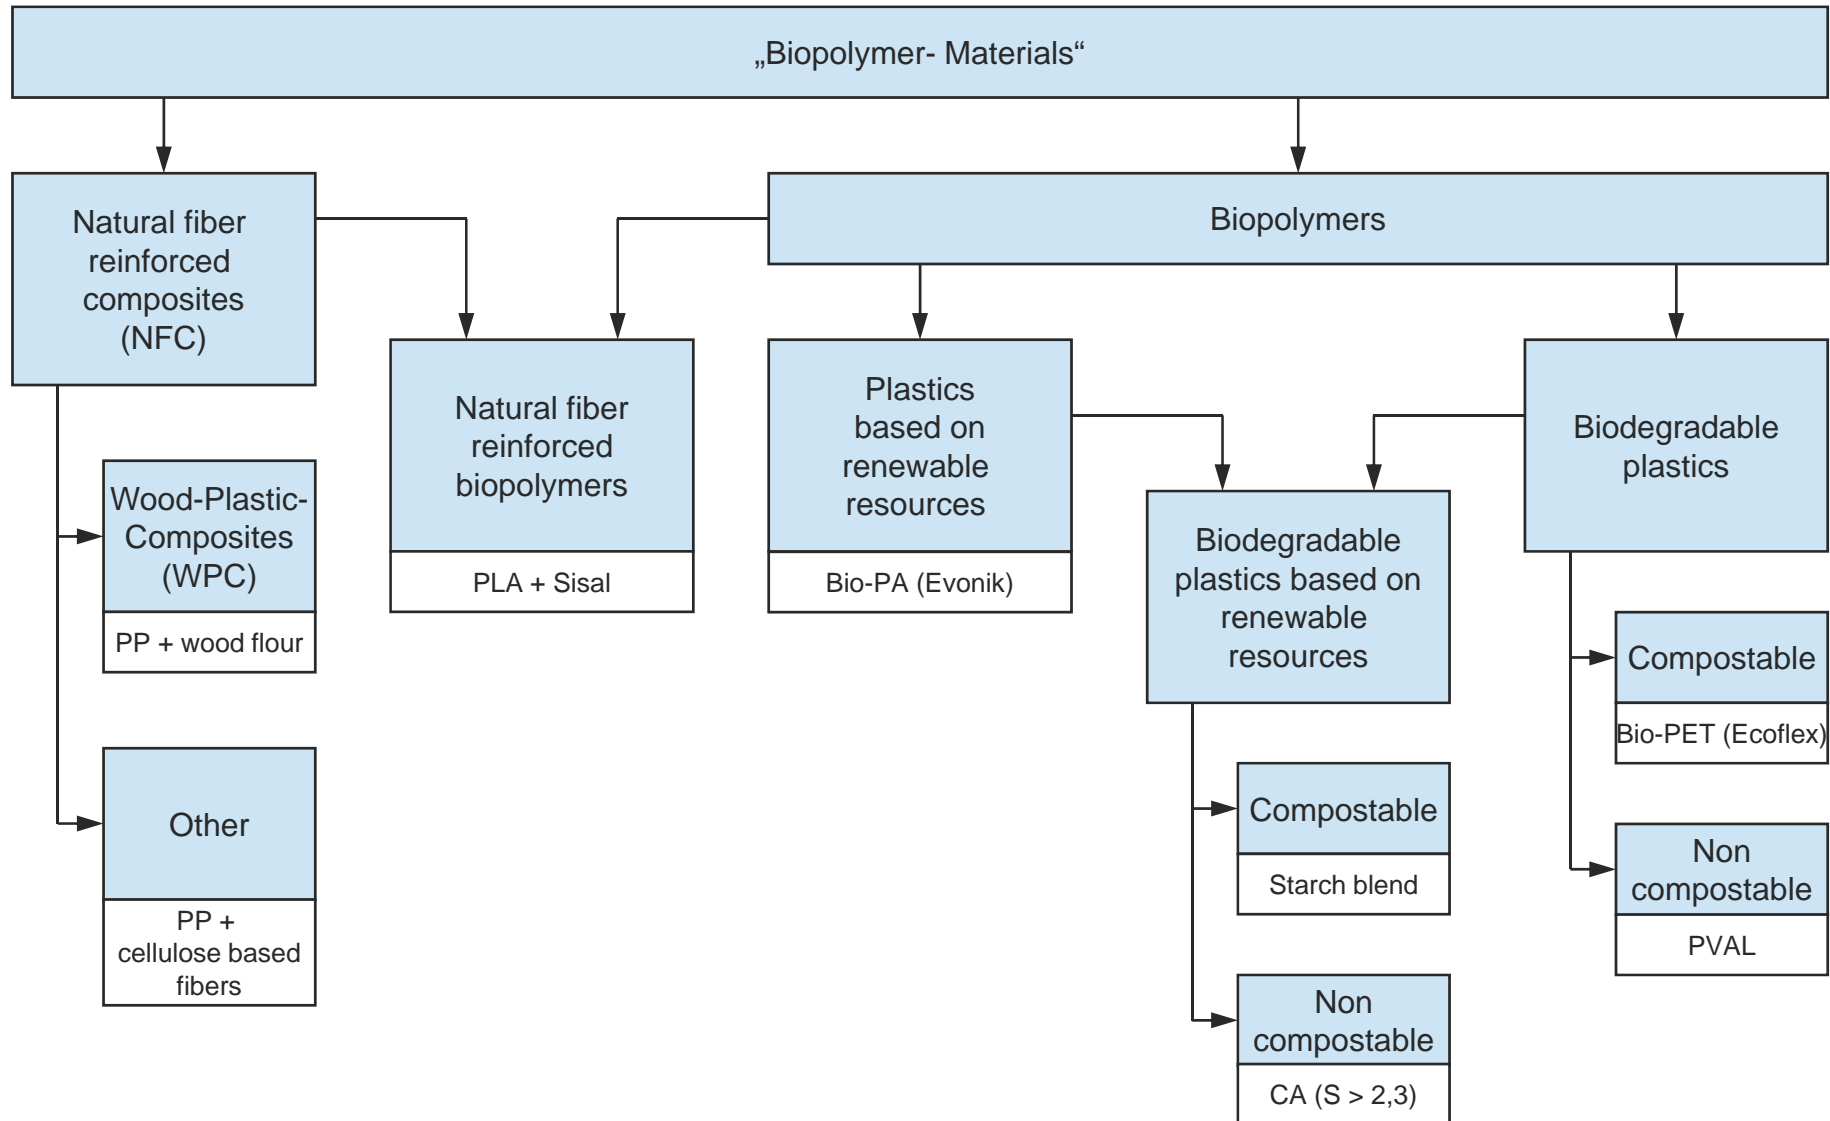 „Biopolymer- Materials“
Natural fiber
reinforced
composites
(NFC)
Biopolymers
Natural fiber
reinforced
biopolymers
PLA + Sisal
Plastics
based on
renewable
resources
Bio-PA (Evonik)
Biodegradable
plastics
Wood-Plastic-
Composites
(WPC)
PP + wood flour
Biodegradable
plastics based on
renewable
resources
Compostable
Bio-PET (Ecoflex)
Other
PP +
cellulose based
fibers
Compostable
Starch blend
Non
compostable
PVAL
Non
compostable
CA (S > 2,3)